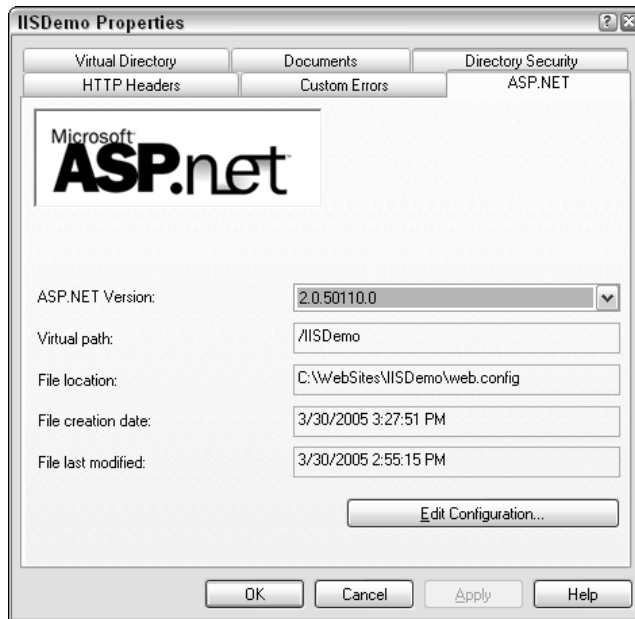 IISDemo Properties
Virtual Directory
Documents
Directory Security
HTTP Headers
Custom Errors
ASP.NET
Microsoft
ASP.net
ASP.NET Version:
2.0.50110.0
Virtual path:
/IISDemo
File location:
C:\WebSites\IISDemo\web.config
File creation date:
3/30/2005 3:27:51 PM
File last modified:
3/30/2005 2:55:15 PM
Edit Configuration...
OK
Cancel
Apply
Help